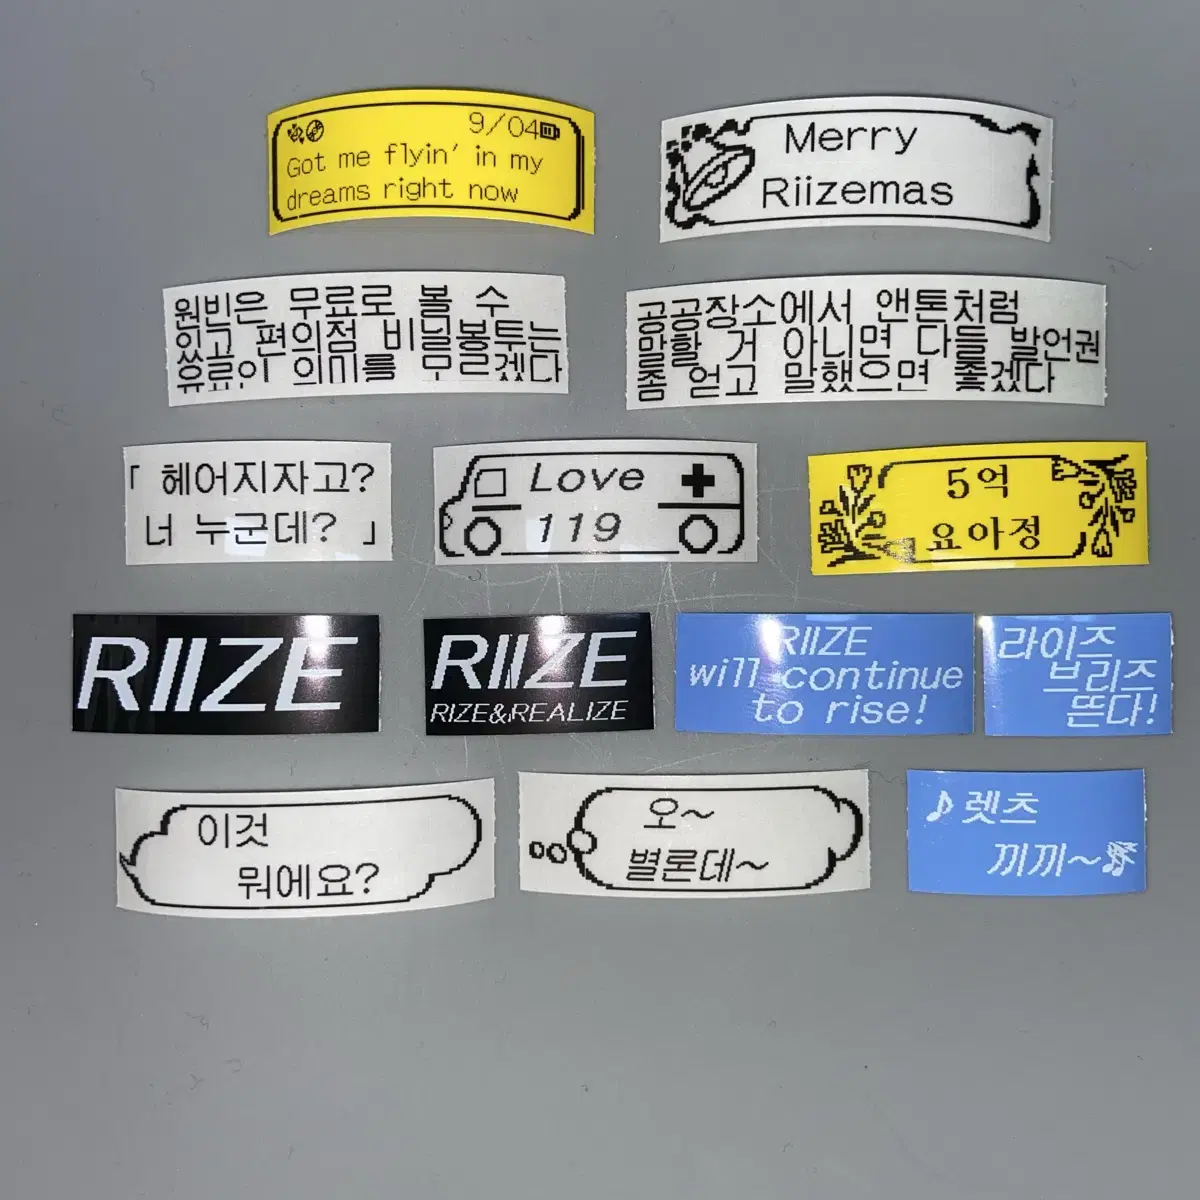 9/04
Got me flyin' in my
dreams right now
Merry
Riizemas
원빈은 무료로 볼 수
있고 편의점 비닐봉투는
유료인 의미를 모르겠다
공공장소에서 앤톤처럼
말할 거 아니면 다들 발언권
좀 얻고 말했으면 좋겠다
「 헤어지자고?
너 누군데? 」
Love
119
5억
요아정
RIIZE
RIIZE
RIZE&REALIZE
RIIZE
will continue
to rise!
라이즈
브리즈
뜬다!
이것
뭐에요?
오~
별론데~
♪렛츠
끼끼~